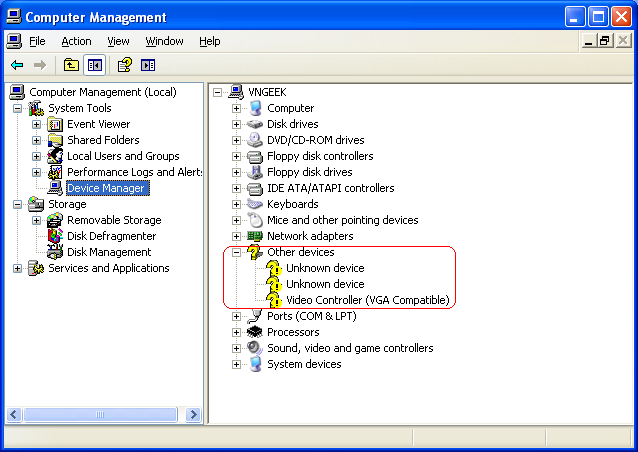 Computer Management
File Action View Window Help
Computer Management (Local)
System Tools
Event Viewer
Shared Folders
Local Users and Groups
Performance Logs and Alerts
Device Manager
Storage
Removable Storage
Disk Defragmenter
Disk Management
Services and Applications
VNGEEK
Computer
Disk drives
DVD/CD-ROM drives
Floppy disk controllers
Floppy disk drives
IDE ATA/ATAPI controllers
Keyboards
Mice and other pointing devices
Network adapters
Other devices
Unknown device
Unknown device
Video Controller (VGA Compatible)
Ports (COM & LPT)
Processors
Sound, video and game controllers
System devices